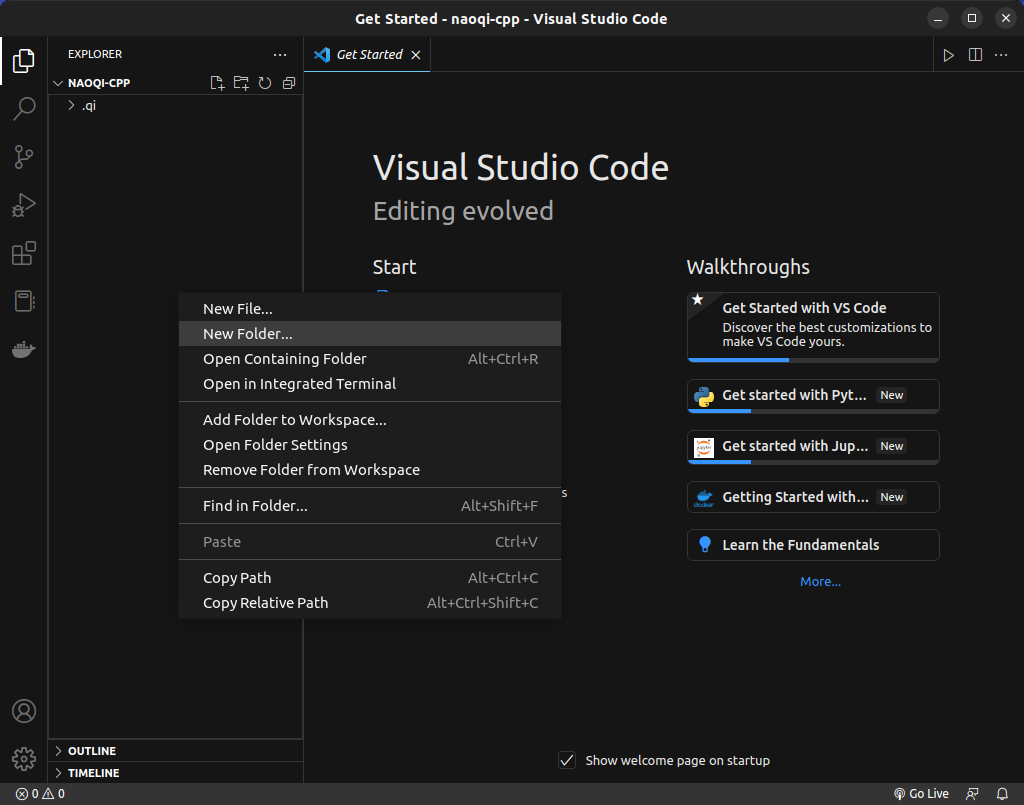 Get Started - naoqi-cpp - Visual Studio Code
EXPLORER
NAOQI-CPP
.qi
OUTLINE
TIMELINE
Get Started
Visual Studio Code
Editing evolved
Start
New File...
New Folder...
Open Containing Folder Alt+Ctrl+R
Open in Integrated Terminal
Add Folder to Workspace...
Open Folder Settings
Remove Folder from Workspace
Find in Folder... Alt+Shift+F
Paste Ctrl+V
Copy Path Alt+Ctrl+C
Copy Relative Path Alt+Ctrl+Shift+C
s
Walkthroughs
Get Started with VS Code
Discover the best customizations to
make VS Code yours.
Get started with Pyt... New
Get started with Jup... New
Getting Started with... New
Learn the Fundamentals
More...
Show welcome page on startup
0 0
Go Live